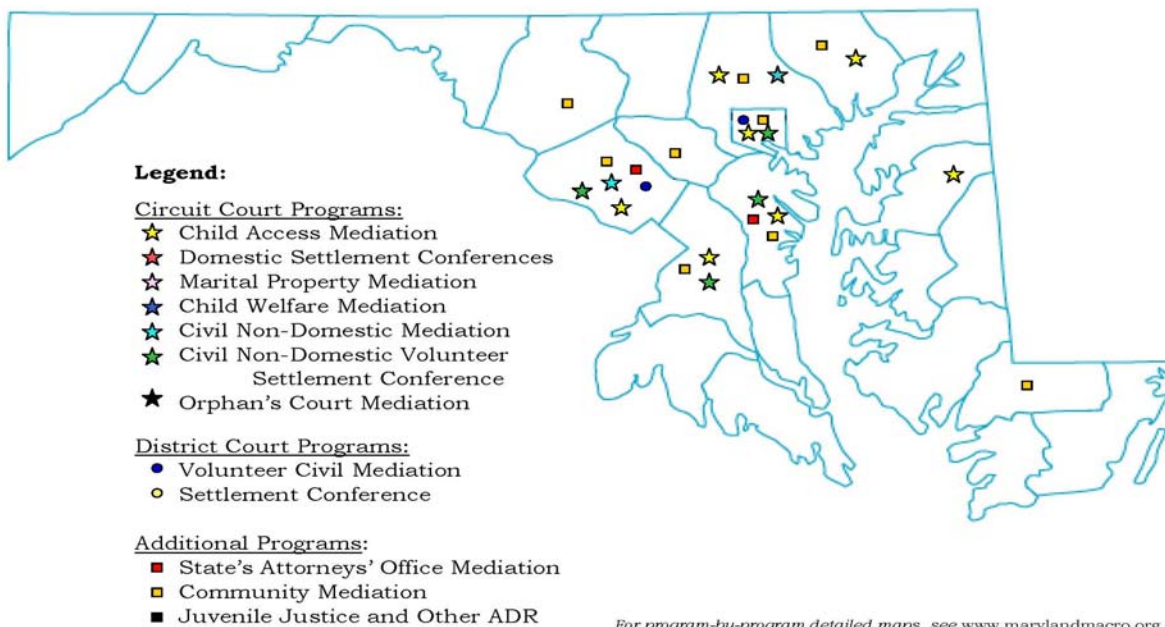 Legend:
Circuit Court Programs:
Child Access Mediation
Domestic Settlement Conferences
Marital Property Mediation
Child Welfare Mediation
Civil Non-Domestic Mediation
Civil Non-Domestic Volunteer
Settlement Conference
Orphan's Court Mediation
District Court Programs:
Volunteer Civil Mediation
Settlement Conference
Additional Programs:
State's Attorneys' Office Mediation
Community Mediation
Juvenile Justice and Other ADR
For program-by-program detailed maps, see www.marylandmacro.org